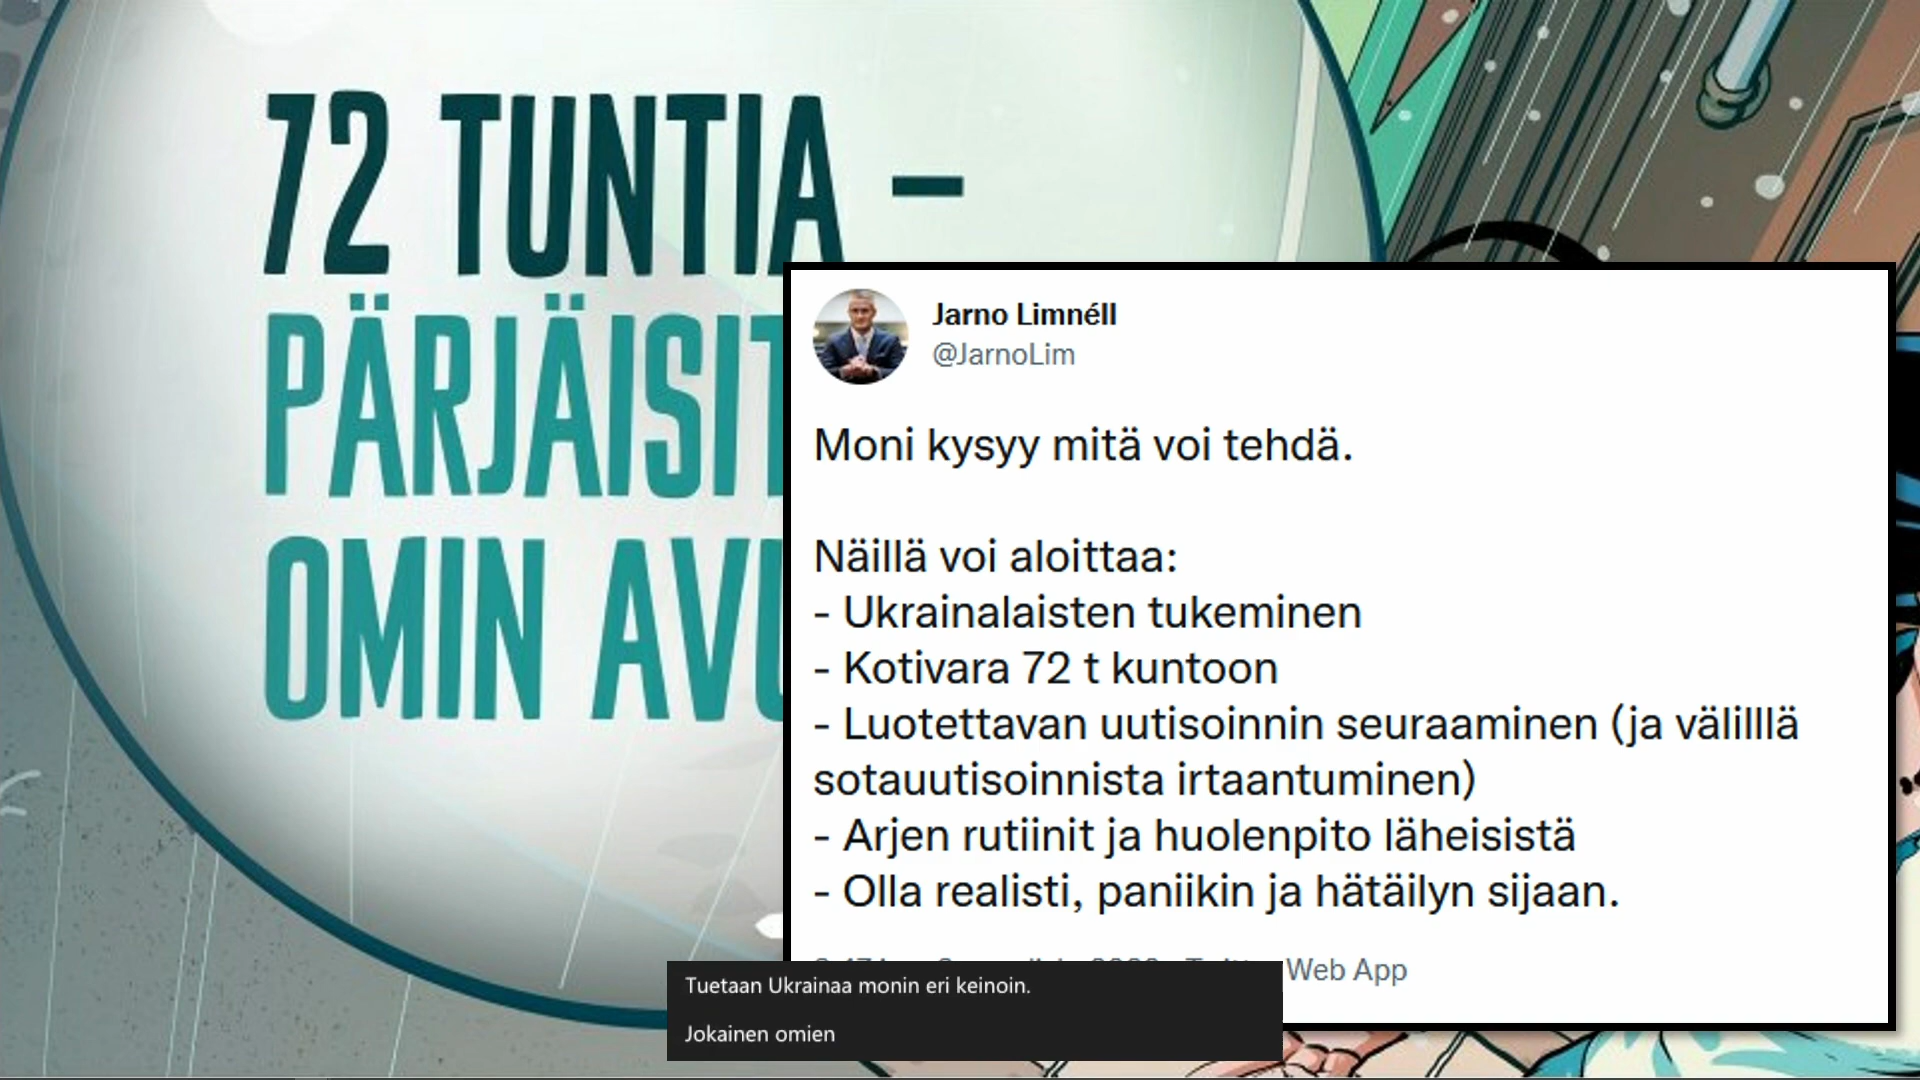 72 TUNTIA –
PÄRJÄISIT
OMIN AVU
Jarno Limnéll
@JarnoLim
Moni kysyy mitä voi tehdä.
Näillä voi aloittaa:
- Ukrainalaisten tukeminen
- Kotivara 72 t kuntoon
- Luotettavan uutisoinnin seuraaminen (ja välilllä
sotauutisoinnista irtaantuminen)
- Arjen rutiinit ja huolenpito läheisistä
- Olla realisti, paniikin ja hätäilyn sijaan.
Web App
Tuetaan Ukrainaa monin eri keinoin.
Jokainen omien